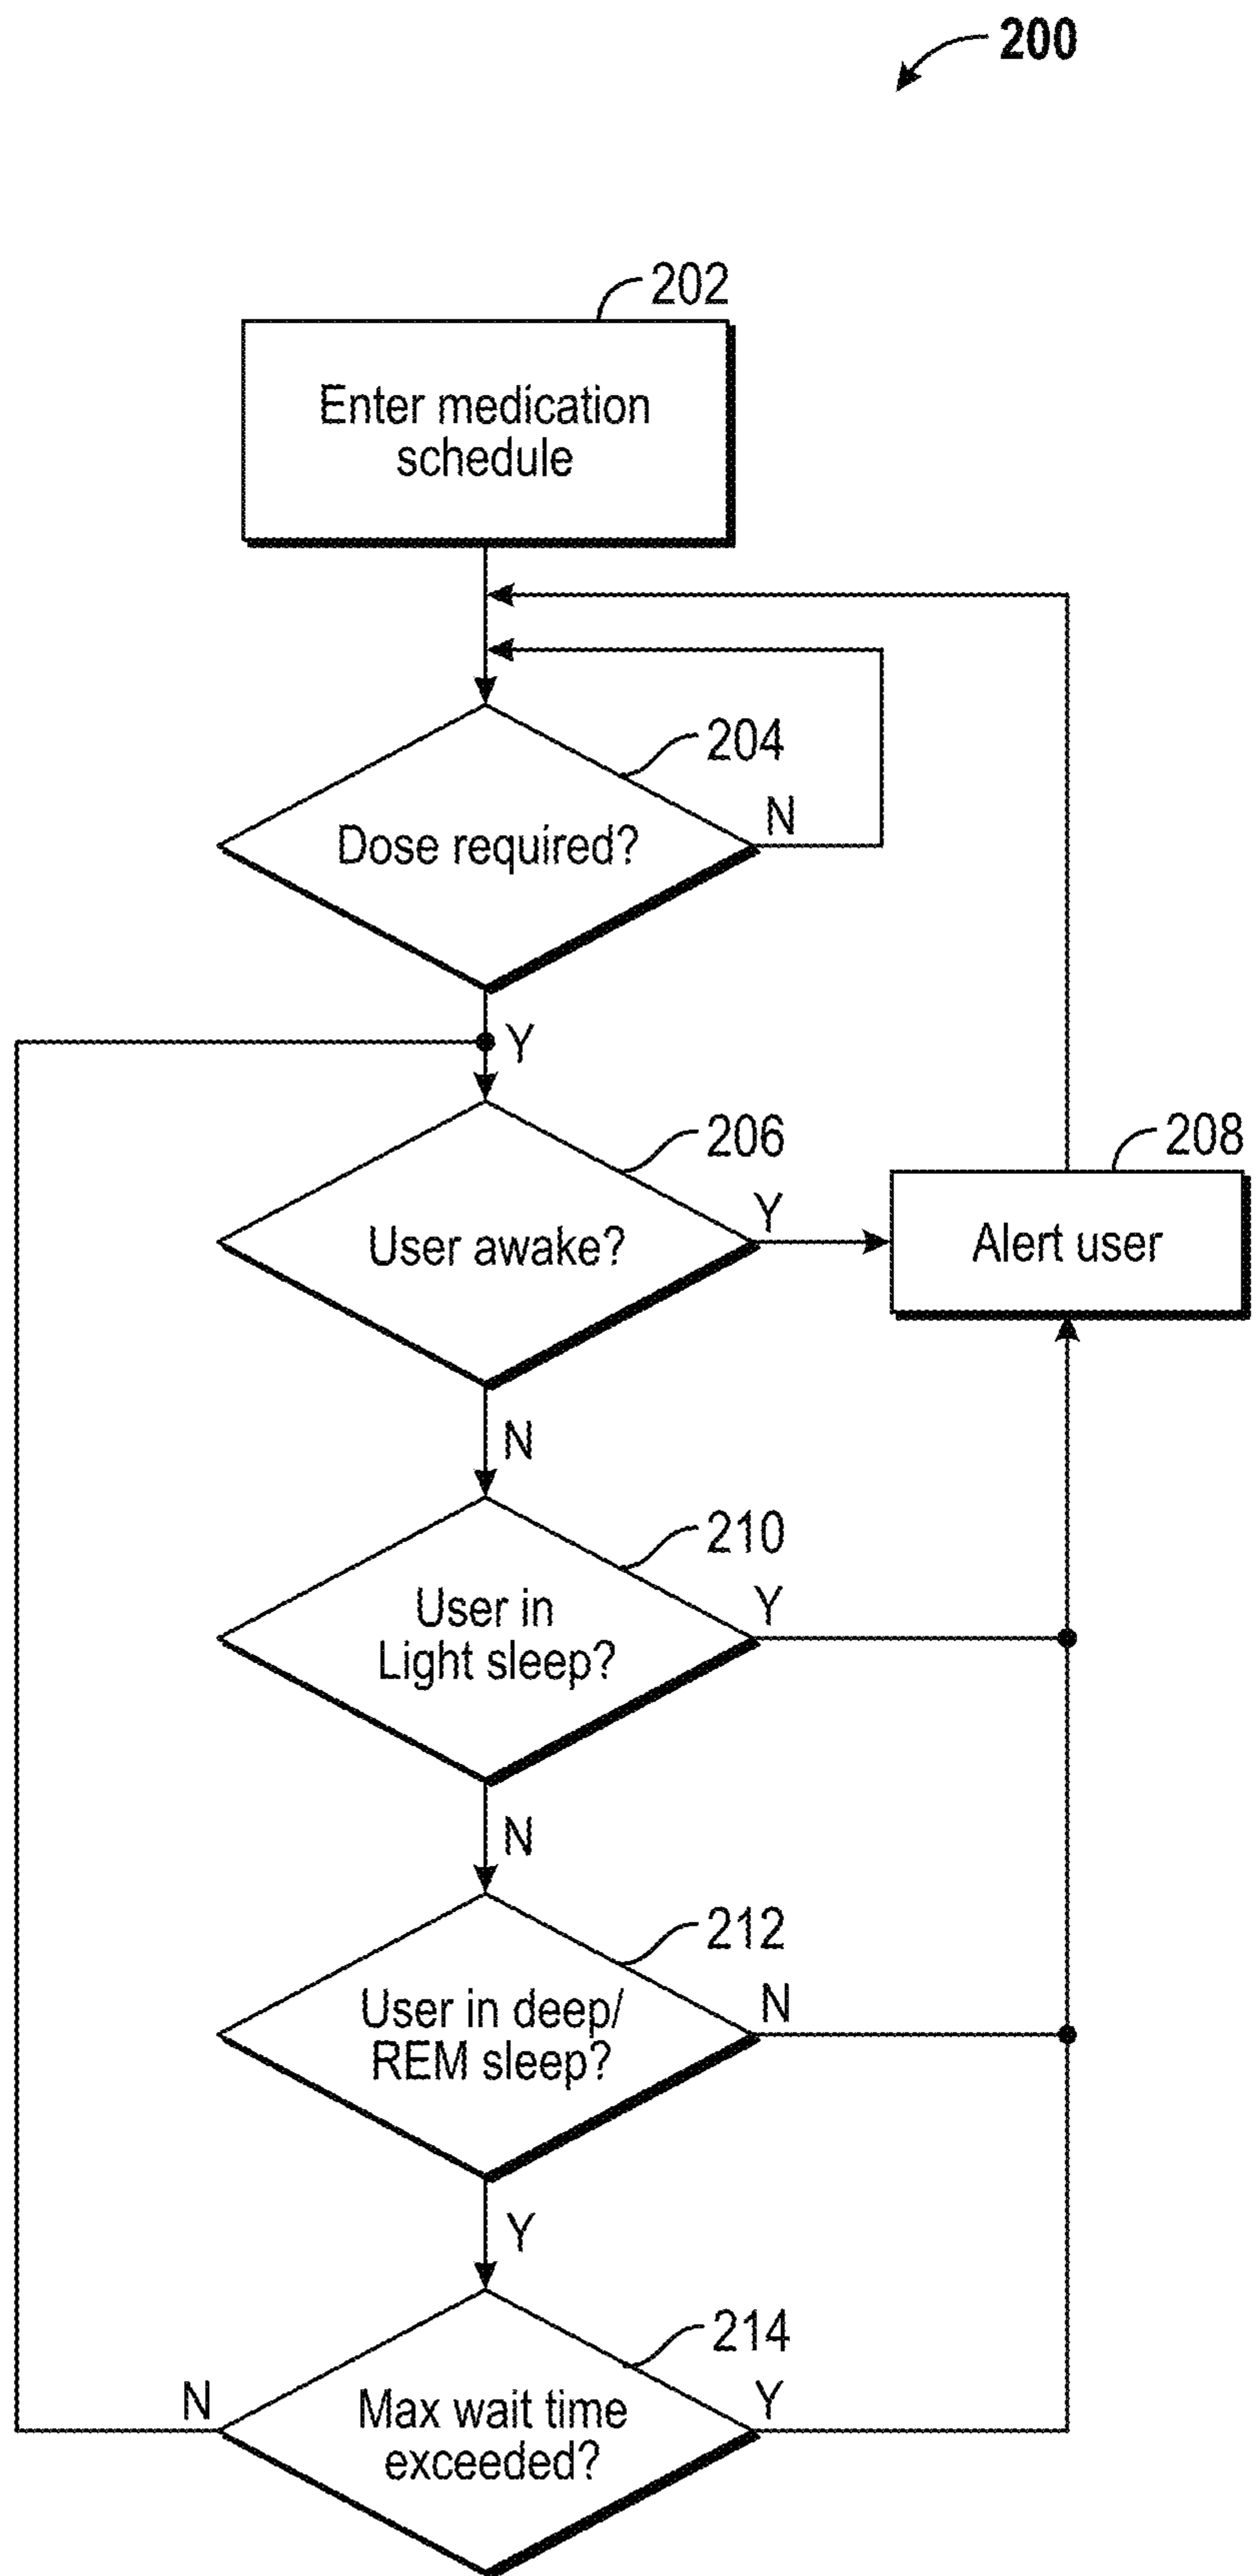 200
202
Enter medication
schedule
204
Dose required?
N
Y
206
User awake?
Y
208
Alert user
N
210
User in
Light sleep?
Y
N
212
User in deep/
REM sleep?
N
Y
214
Max wait time
exceeded?
N
Y